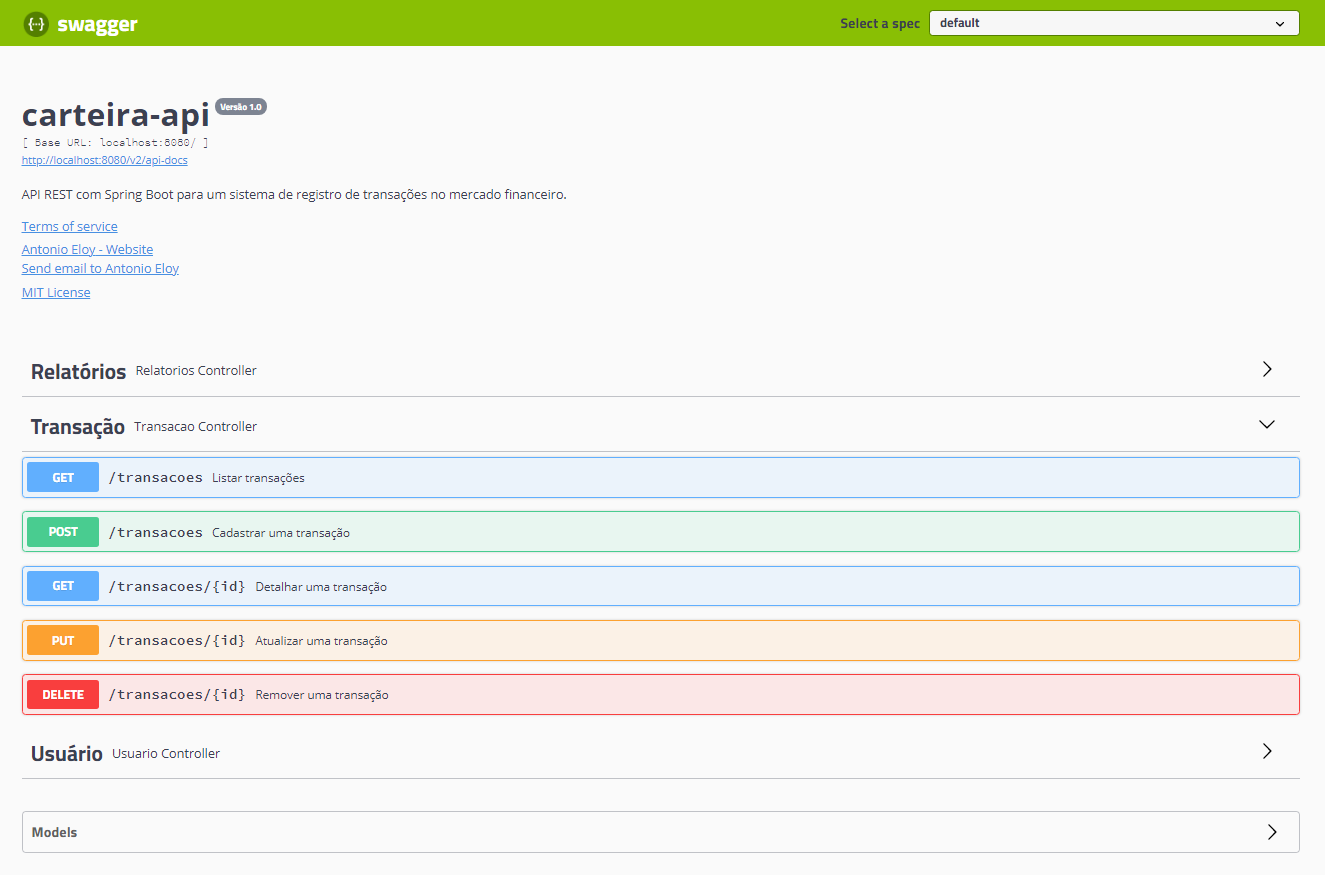 {...} swagger
Select a spec default
carteira-api Versão 1.0
[ Base URL: localhost:8080/ ]
http://localhost:8080/v2/api-docs
API REST com Spring Boot para um sistema de registro de transações no mercado financeiro.
Terms of service
Antonio Eloy - Website
Send email to Antonio Eloy
MIT License
Relatórios Relatorios Controller
Transação Transacao Controller
GET /transacoes Listar transações
POST /transacoes Cadastrar uma transação
GET /transacoes/{id} Detalhar uma transação
PUT /transacoes/{id} Atualizar uma transação
DELETE /transacoes/{id} Remover uma transação
Usuário Usuario Controller
Models